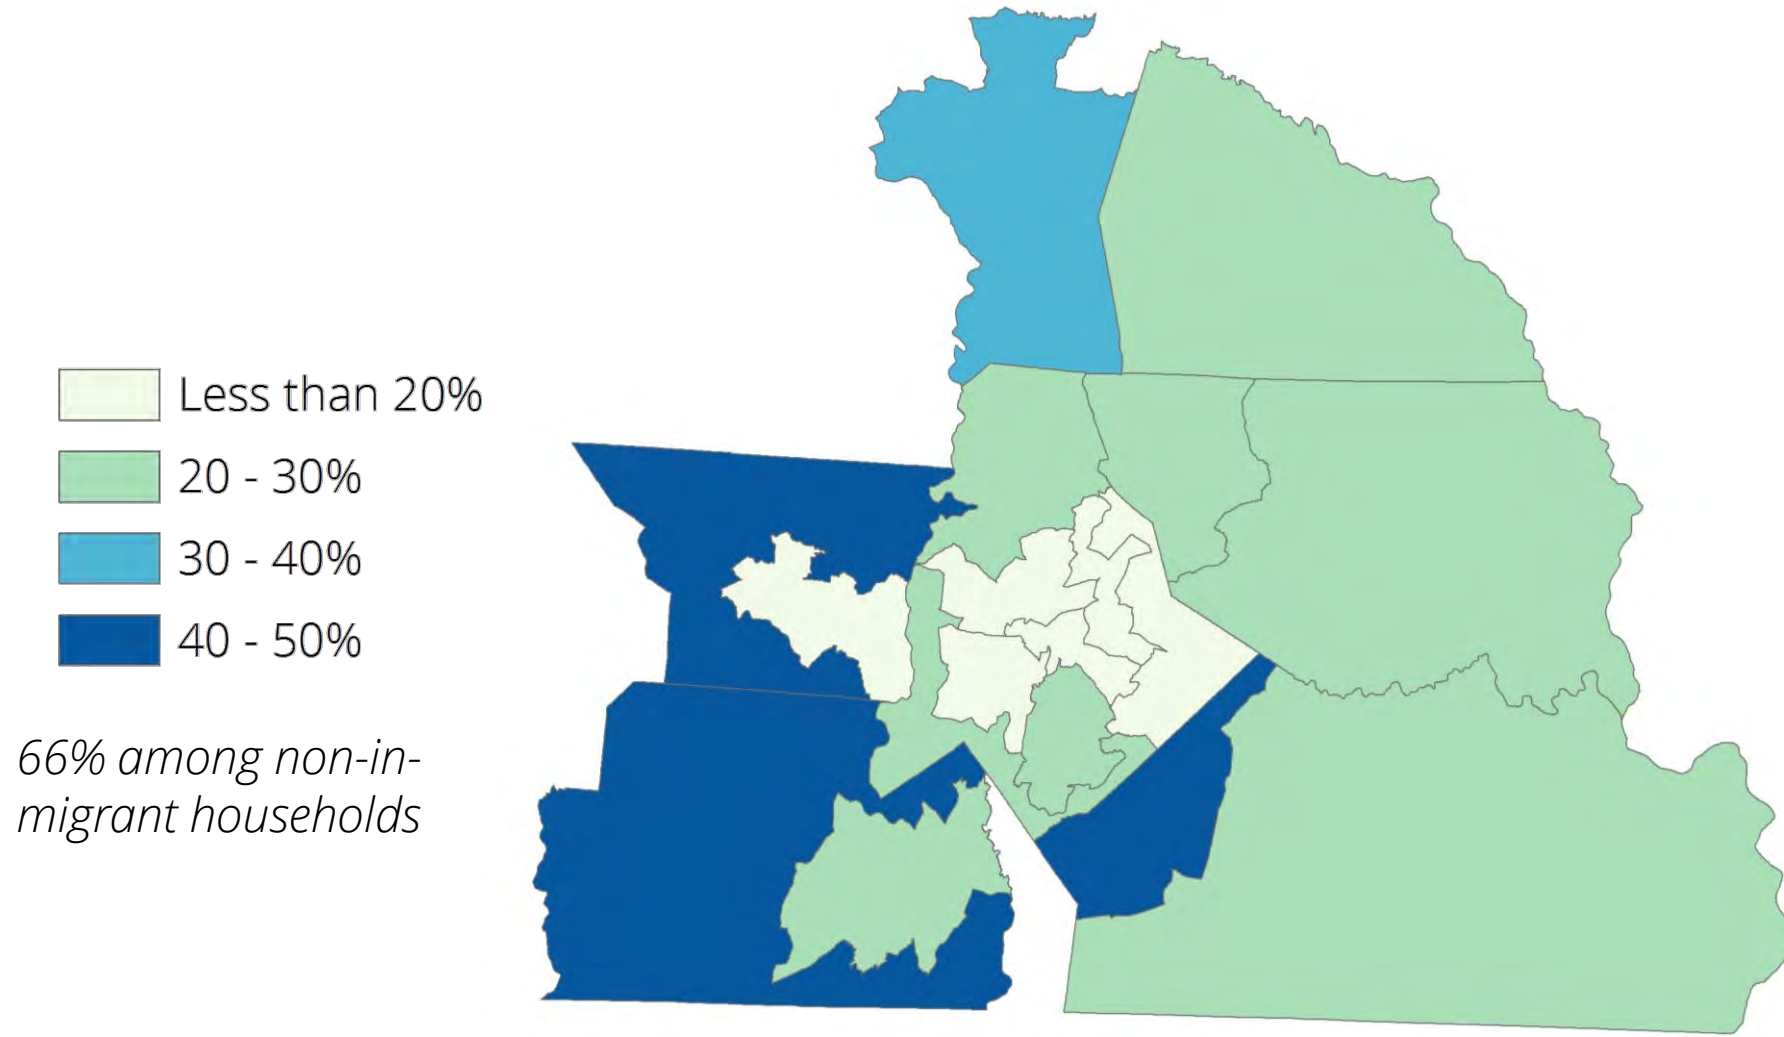 Less than 20%
20 - 30%
30 - 40%
40 - 50%
66% among non-in-
migrant households